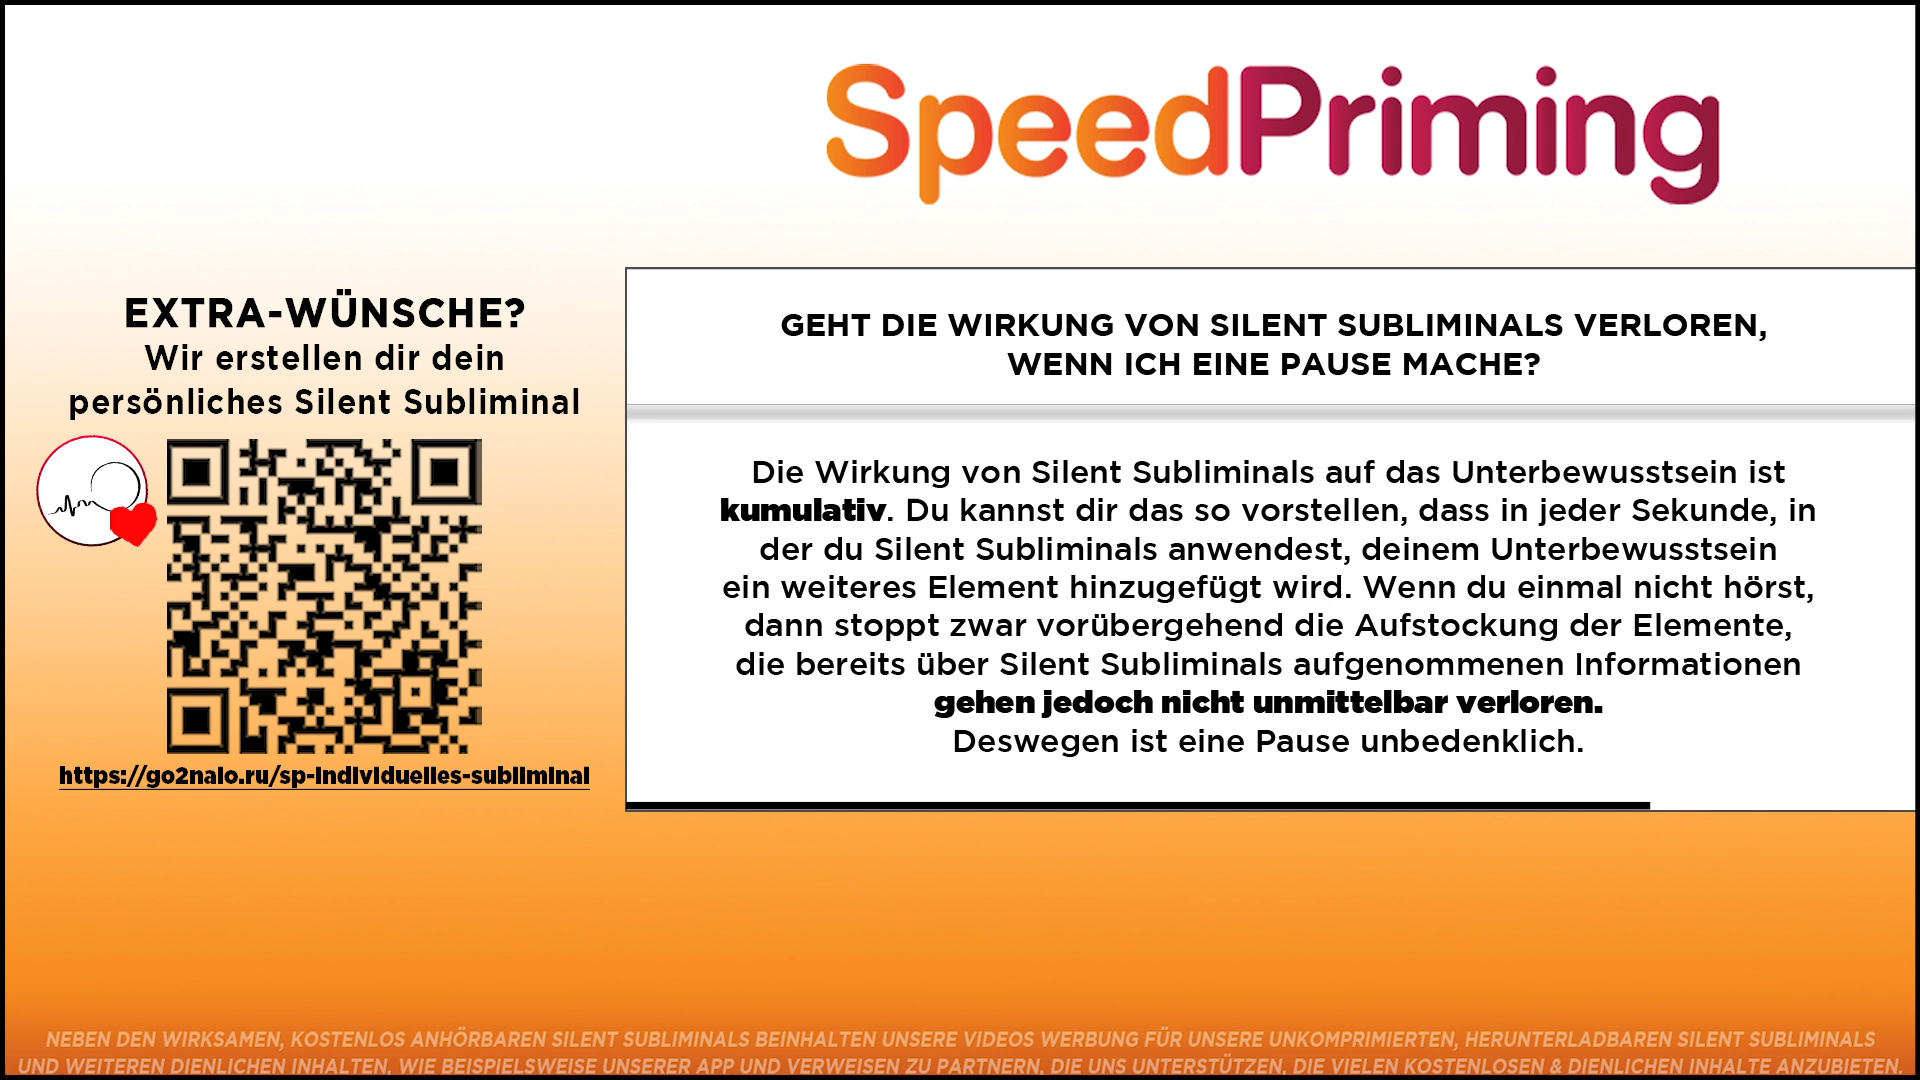 SpeedPriming
EXTRA-WÜNSCHE?
Wir erstellen dir dein
persönliches Silent Subliminal
https://go2nalo.ru/sp-individuelles-subliminal
GEHT DIE WIRKUNG VON SILENT SUBLIMINALS VERLOREN,
WENN ICH EINE PAUSE MACHE?
Die Wirkung von Silent Subliminals auf das Unterbewusstsein ist
kumulativ. Du kannst dir das so vorstellen, dass in jeder Sekunde, in
der du Silent Subliminals anwendest, deinem Unterbewusstsein
ein weiteres Element hinzugefügt wird. Wenn du einmal nicht hörst,
dann stoppt zwar vorübergehend die Aufstockung der Elemente,
die bereits über Silent Subliminals aufgenommenen Informationen
gehen jedoch nicht unmittelbar verloren.
Deswegen ist eine Pause unbedenklich.
NEBEN DEN WIRKSAMEN, KOSTENLOS ANHÖRBAREN SILENT SUBLIMINALS BEINHALTEN UNSERE VIDEOS WERBUNG FÜR UNSERE UNKOMPRIMIERTEN, HERUNTERLADBAREN SILENT SUBLIMINALS
UND WEITEREN DIENLICHEN INHALTEN, WIE BEISPIELSWEISE UNSERER APP UND VERWEISEN ZU PARTNERN, DIE UNS UNTERSTÜTZEN, DIE VIELEN KOSTENLOSEN & DIENLICHEN INHALTE ANZUBIETEN.